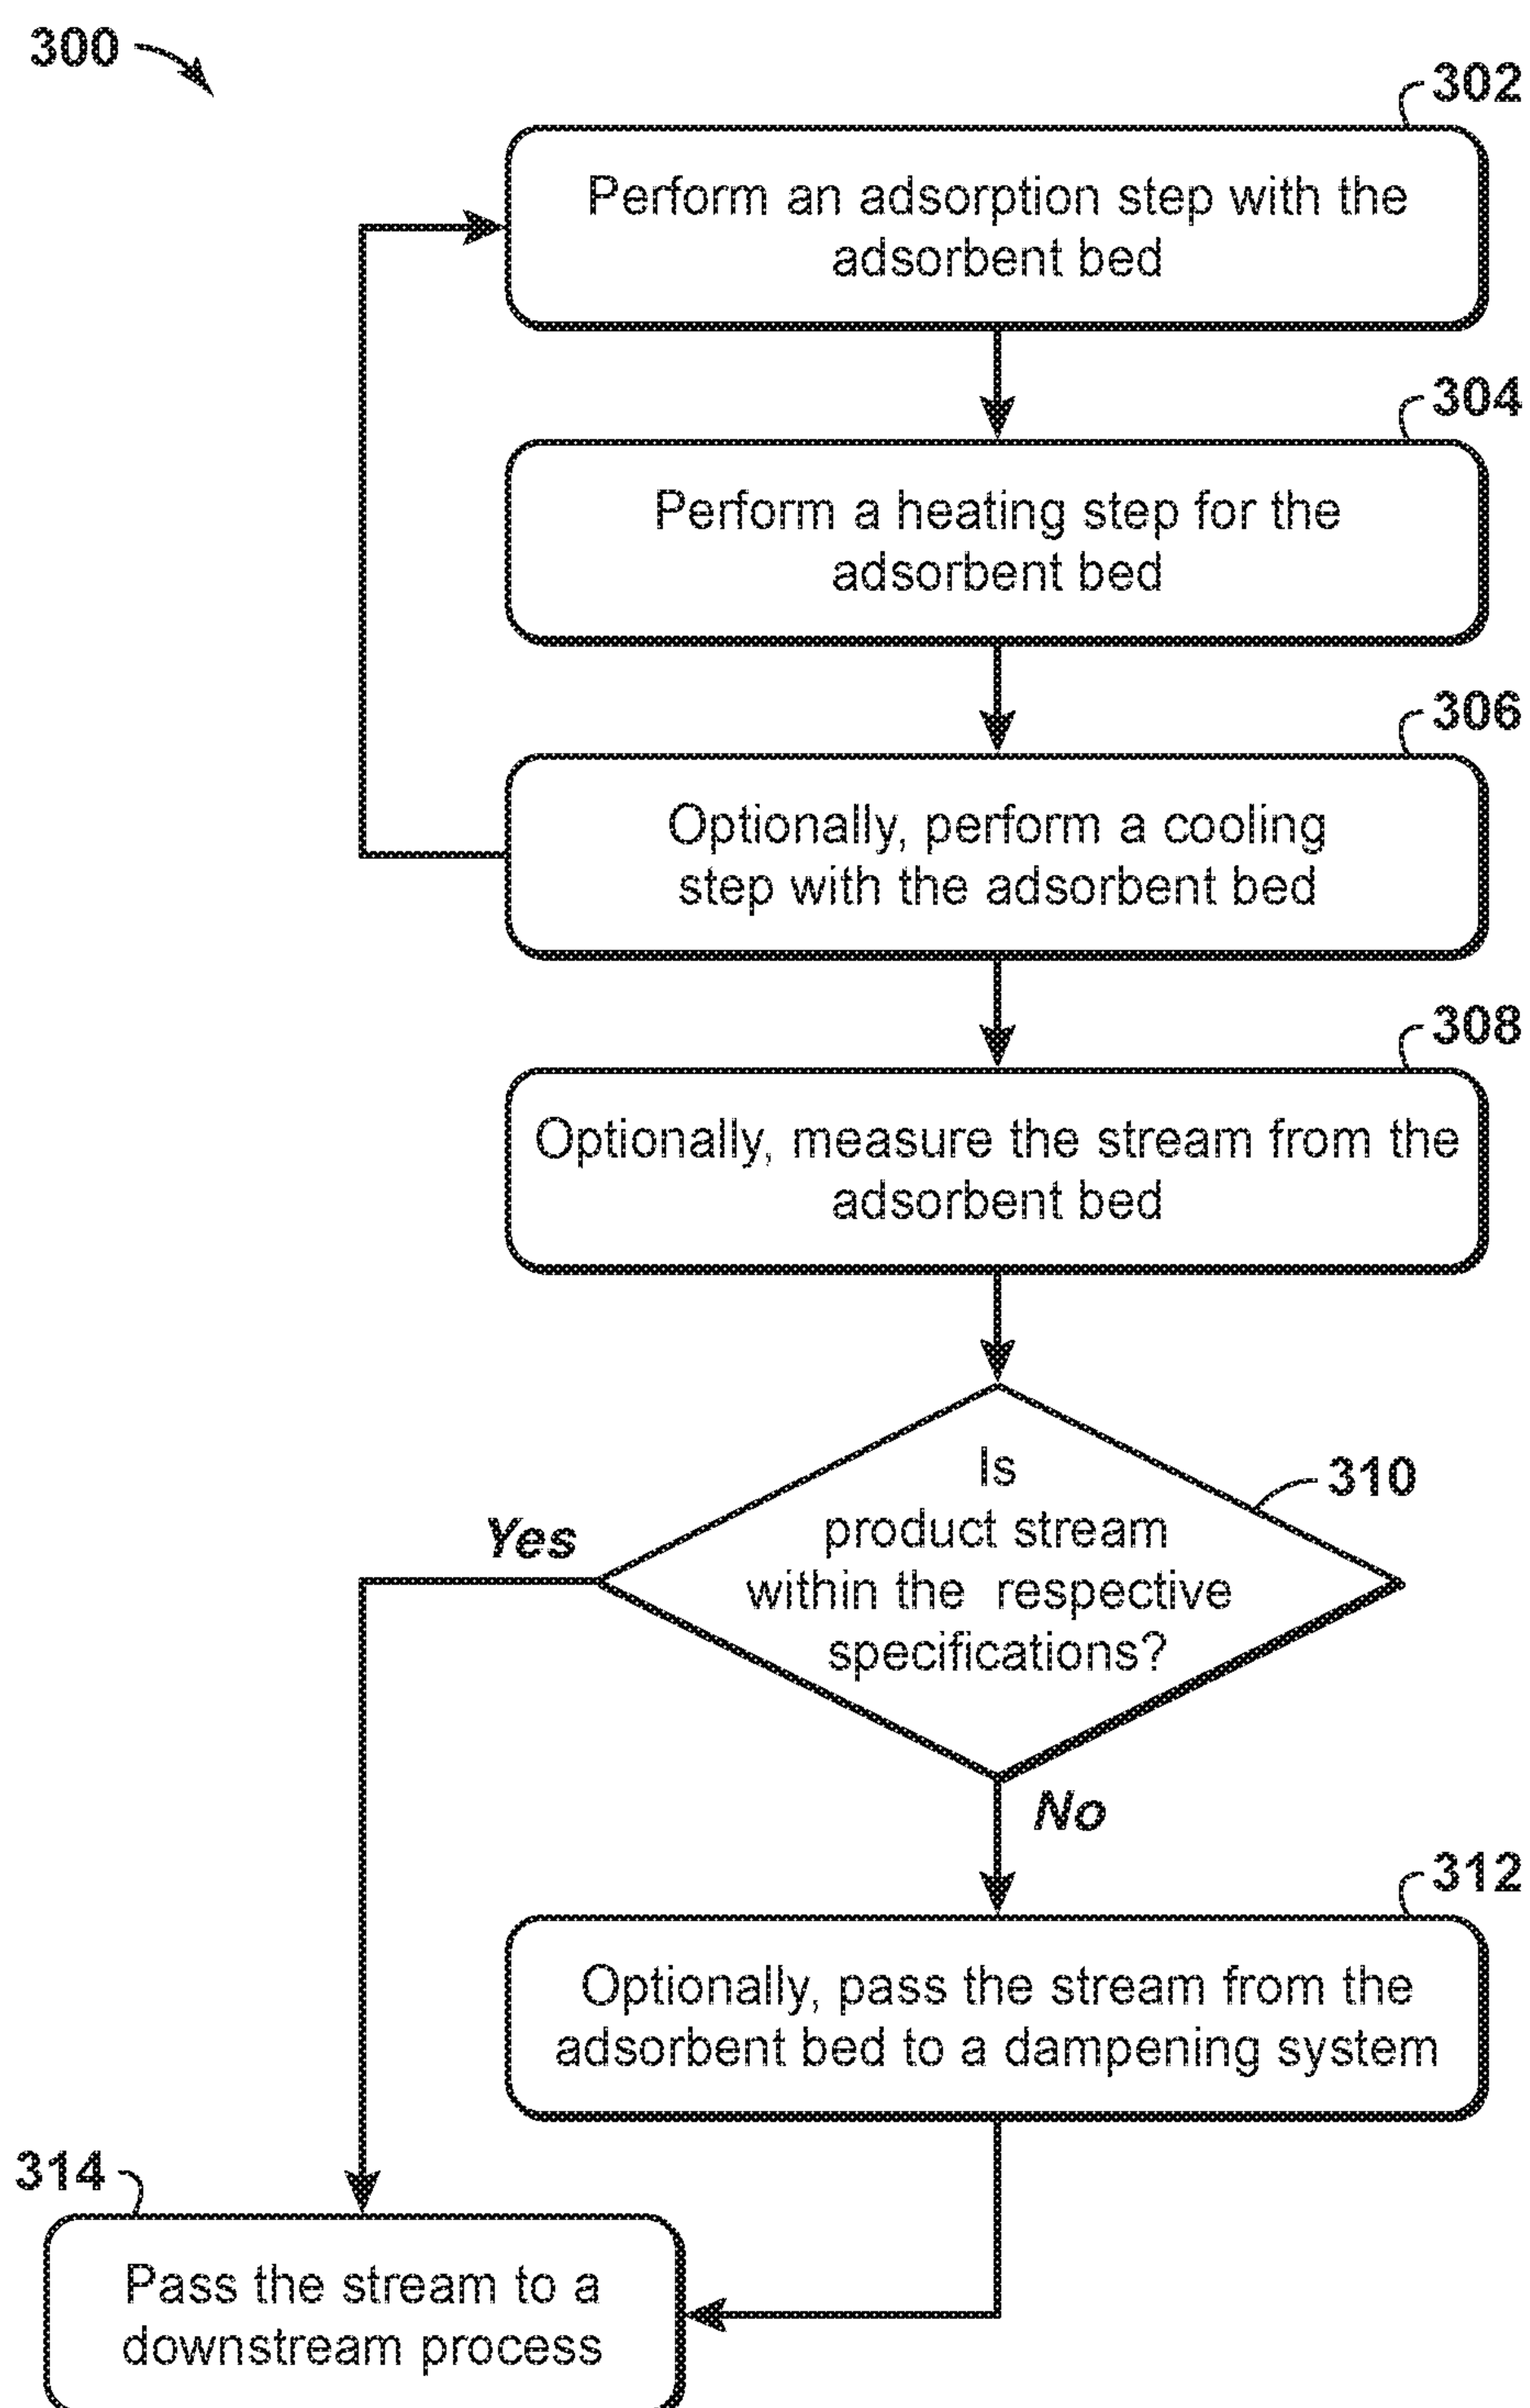 300
302
Perform an adsorption step with the
adsorbent bed
304
Perform a heating step for the
adsorbent bed
306
Optionally, perform a cooling
step with the adsorbent bed
308
Optionally, measure the stream from the
adsorbent bed
Is
product stream
within the respective
specifications?
310
Yes
No
312
Optionally, pass the stream from the
adsorbent bed to a dampening system
314
Pass the stream to a
downstream process